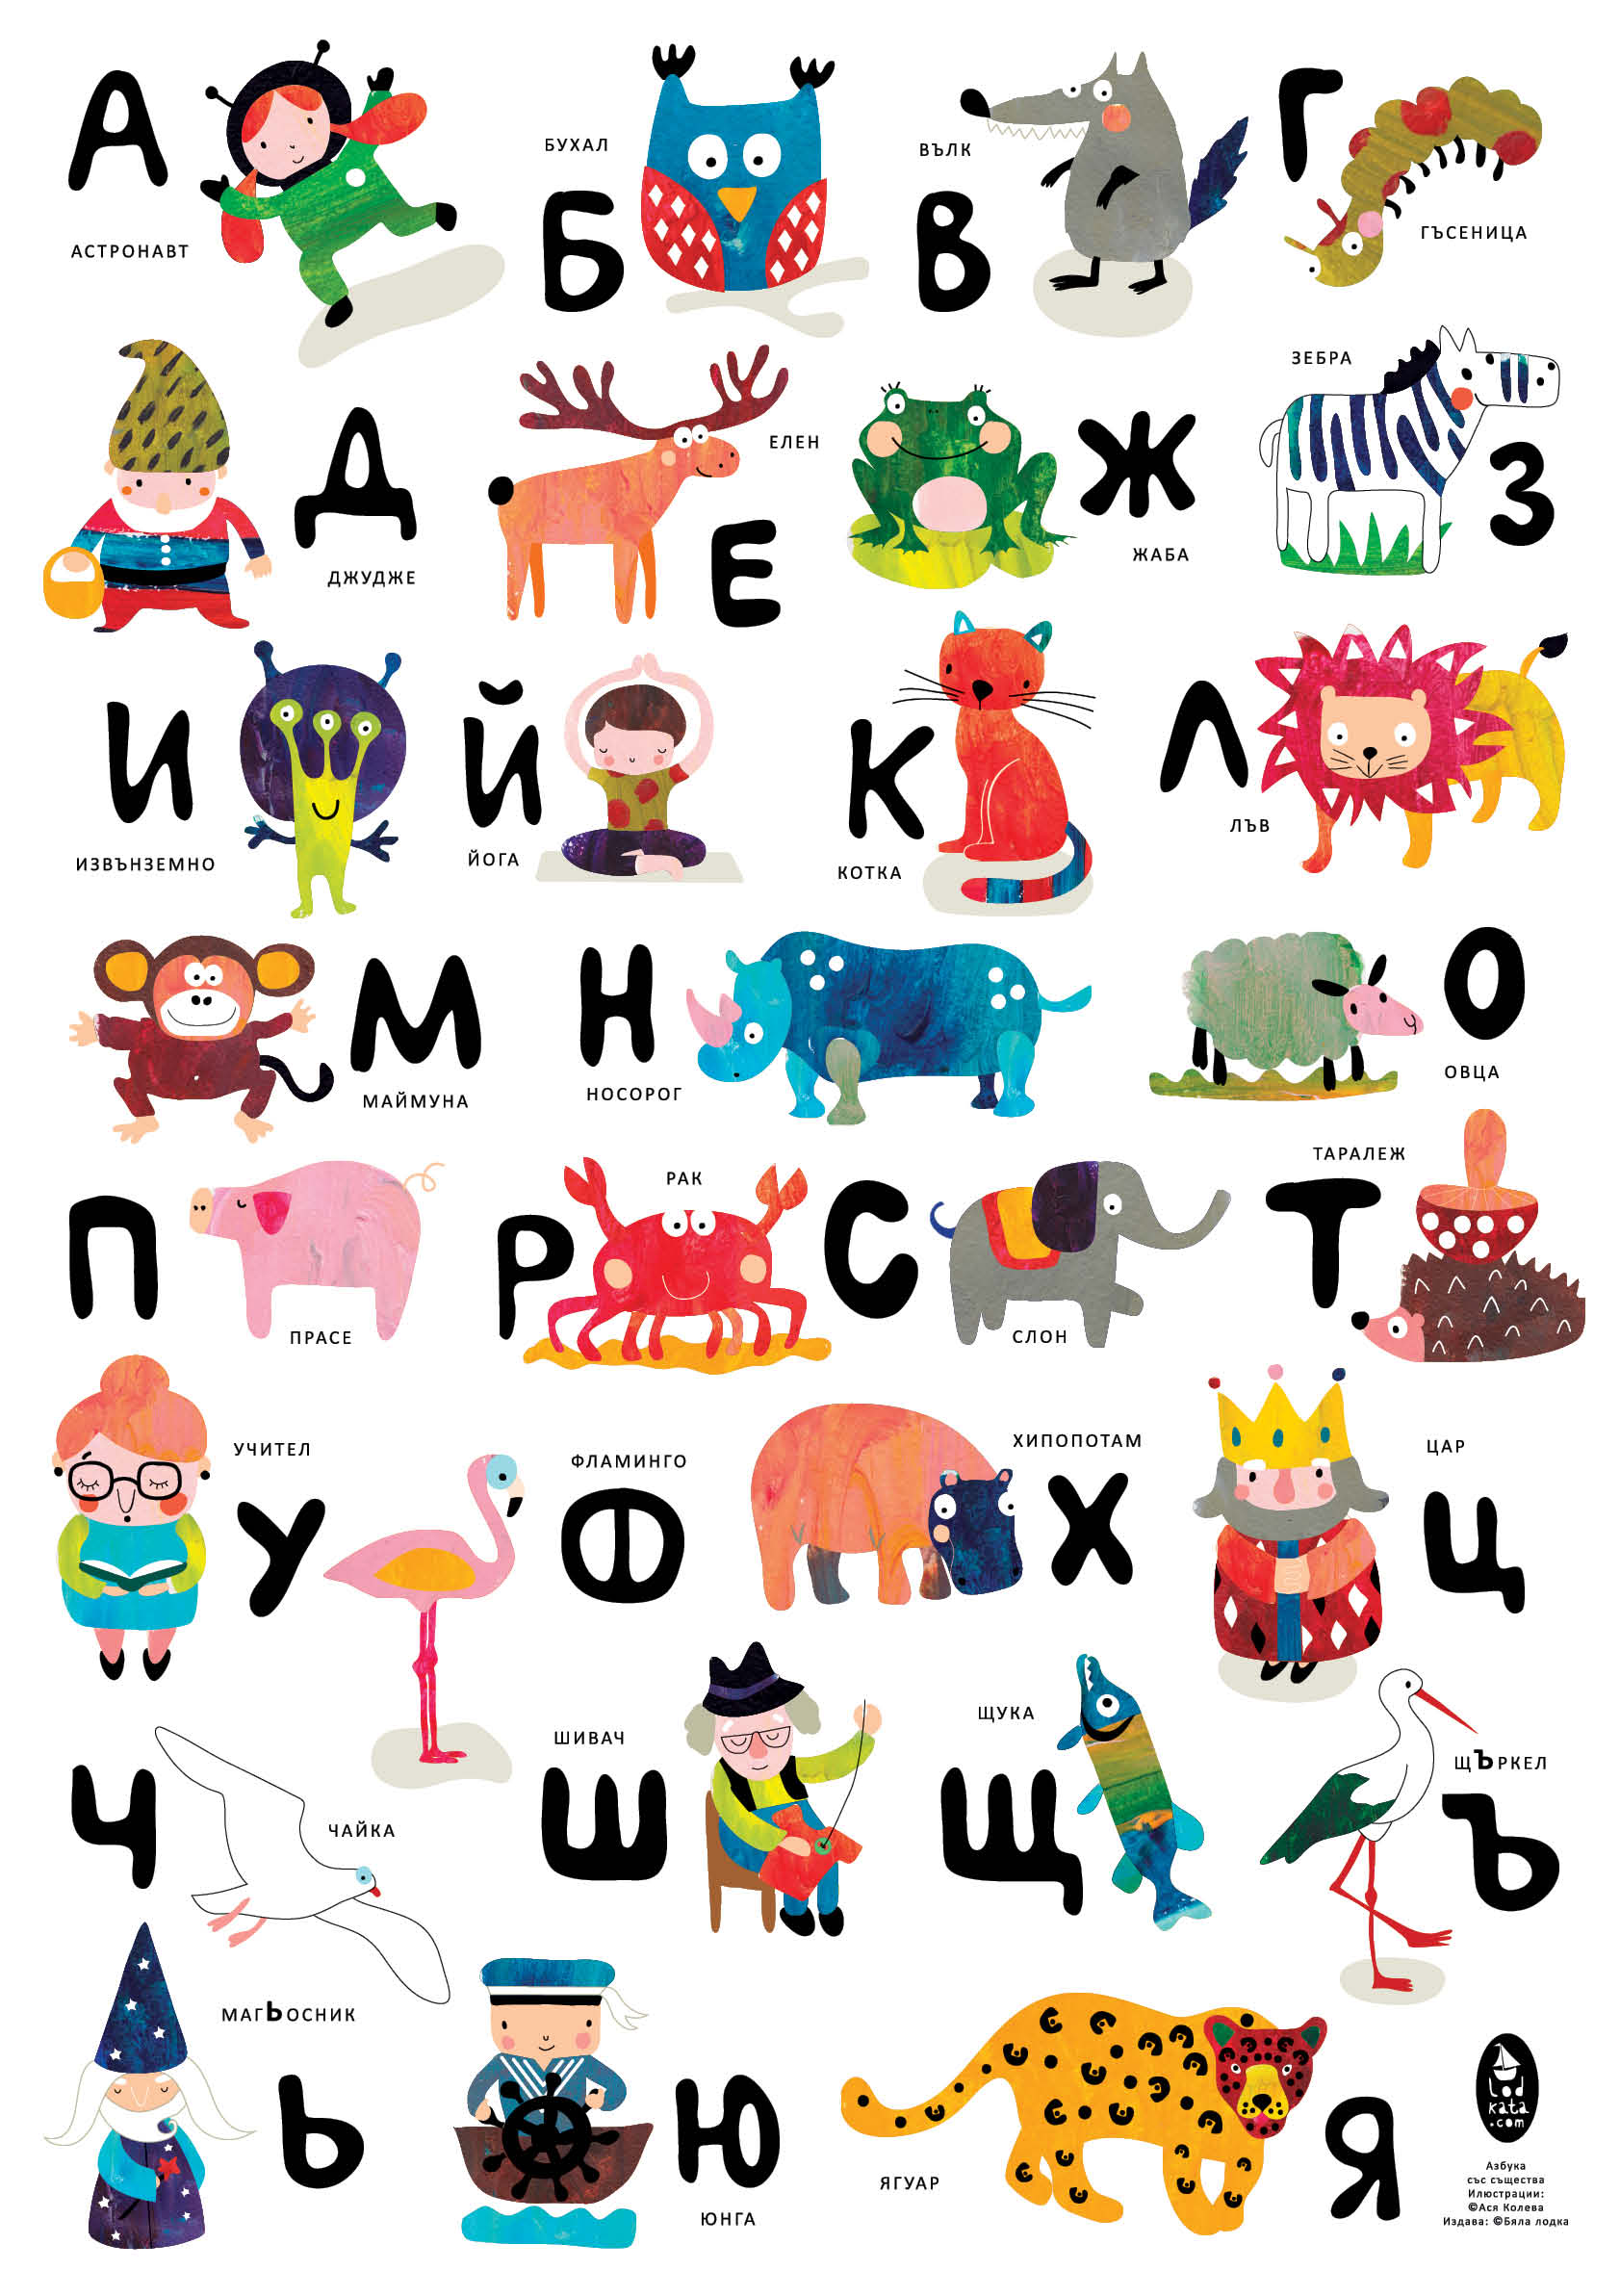 А
АСТРОНАВТ
БУХАЛ
Б
ВЪЛК
В
Г
ГЪСЕНИЦА
Д
ДЖУДЖЕ
ЕЛЕН
Е
Ж
ЖАБА
ЗЕБРА
З
И
ИЗВЪНЗЕМНО
Й
ЙОГА
К
КОТКА
Л
ЛЪВ
М
МАЙМУНА
Н
НОСОРОГ
О
ОВЦА
П
ПРАСЕ
РАК
Р
С
СЛОН
ТАРАЛЕЖ
Т
УЧИТЕЛ
У
ФЛАМИНГО
Ф
ХИПОПОТАМ
Х
ЦАР
Ц
Ч
ЧАЙКА
ШИВАЧ
Ш
ЩУКА
Щ
ЩЪРКЕЛ
Ъ
МАГЬОСНИК
Ь
Ю
ЮНГА
ЯГУАР
Я
Lod
kata
.com
Азбука
със същества
Илюстрации:
©Ася Колева
Издава: ©Бяла лодка